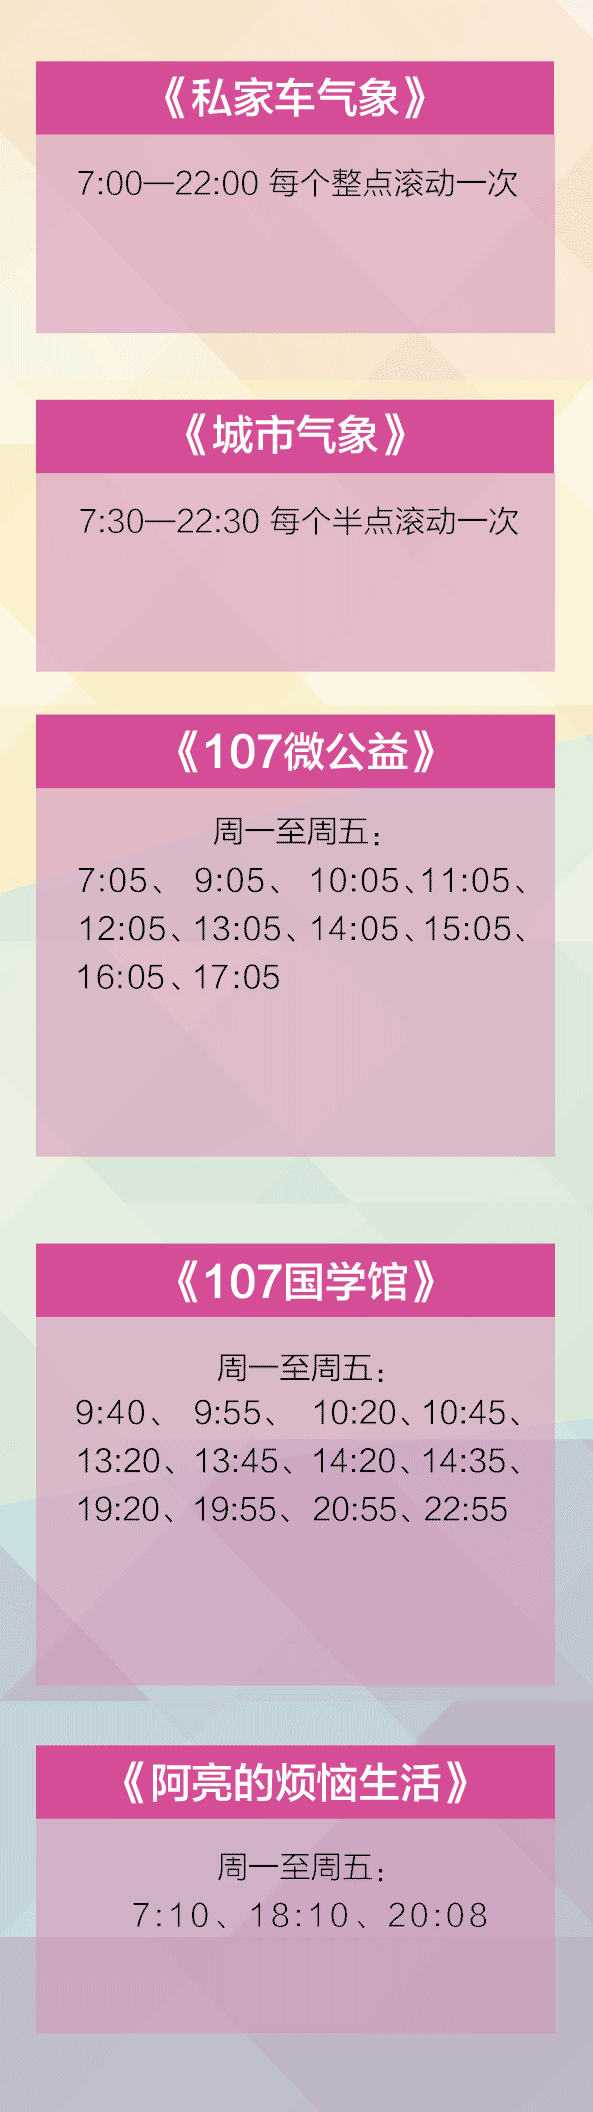 《私家车气象》
7:00—22:00 每个整点滚动一次
《城市气象》
7:30—22:30 每个半点滚动一次
《107微公益》
周一至周五：
7:05、 9:05、 10:05、11:05、
12:05、13:05、14:05、15:05、
16:05、17:05
《107国学馆》
周一至周五：
9:40、 9:55、 10:20、10:45、
13:20、13:45、14:20、14:35、
19:20、19:55、20:55、22:55
《阿亮的烦恼生活》
周一至周五：
7:10、18:10、20:08